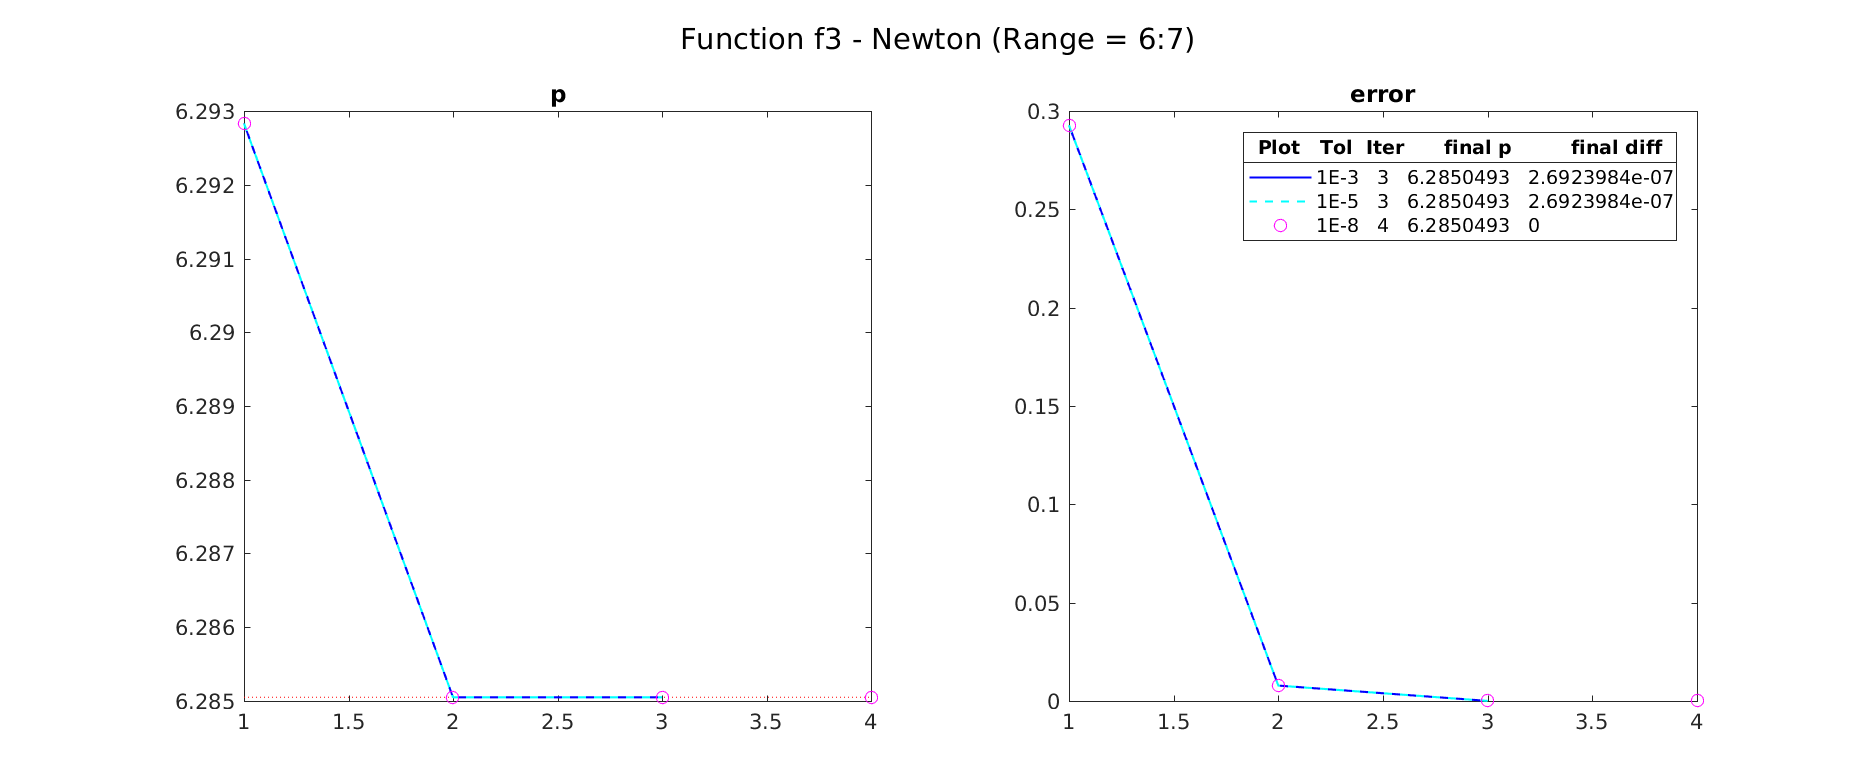 Function f3 - Newton (Range = 6:7)
p
6.293
6.292
6.291
6.29
6.289
6.288
6.287
6.286
6.285
1 1.5 2 2.5 3 3.5 4
error
0.3
0.25
0.2
0.15
0.1
0.05
0
1 1.5 2 2.5 3 3.5 4
Plot Tol Iter final p final diff
1E-3 3 6.2850493 2.6923984e-07
1E-5 3 6.2850493 2.6923984e-07
1E-8 4 6.2850493 0